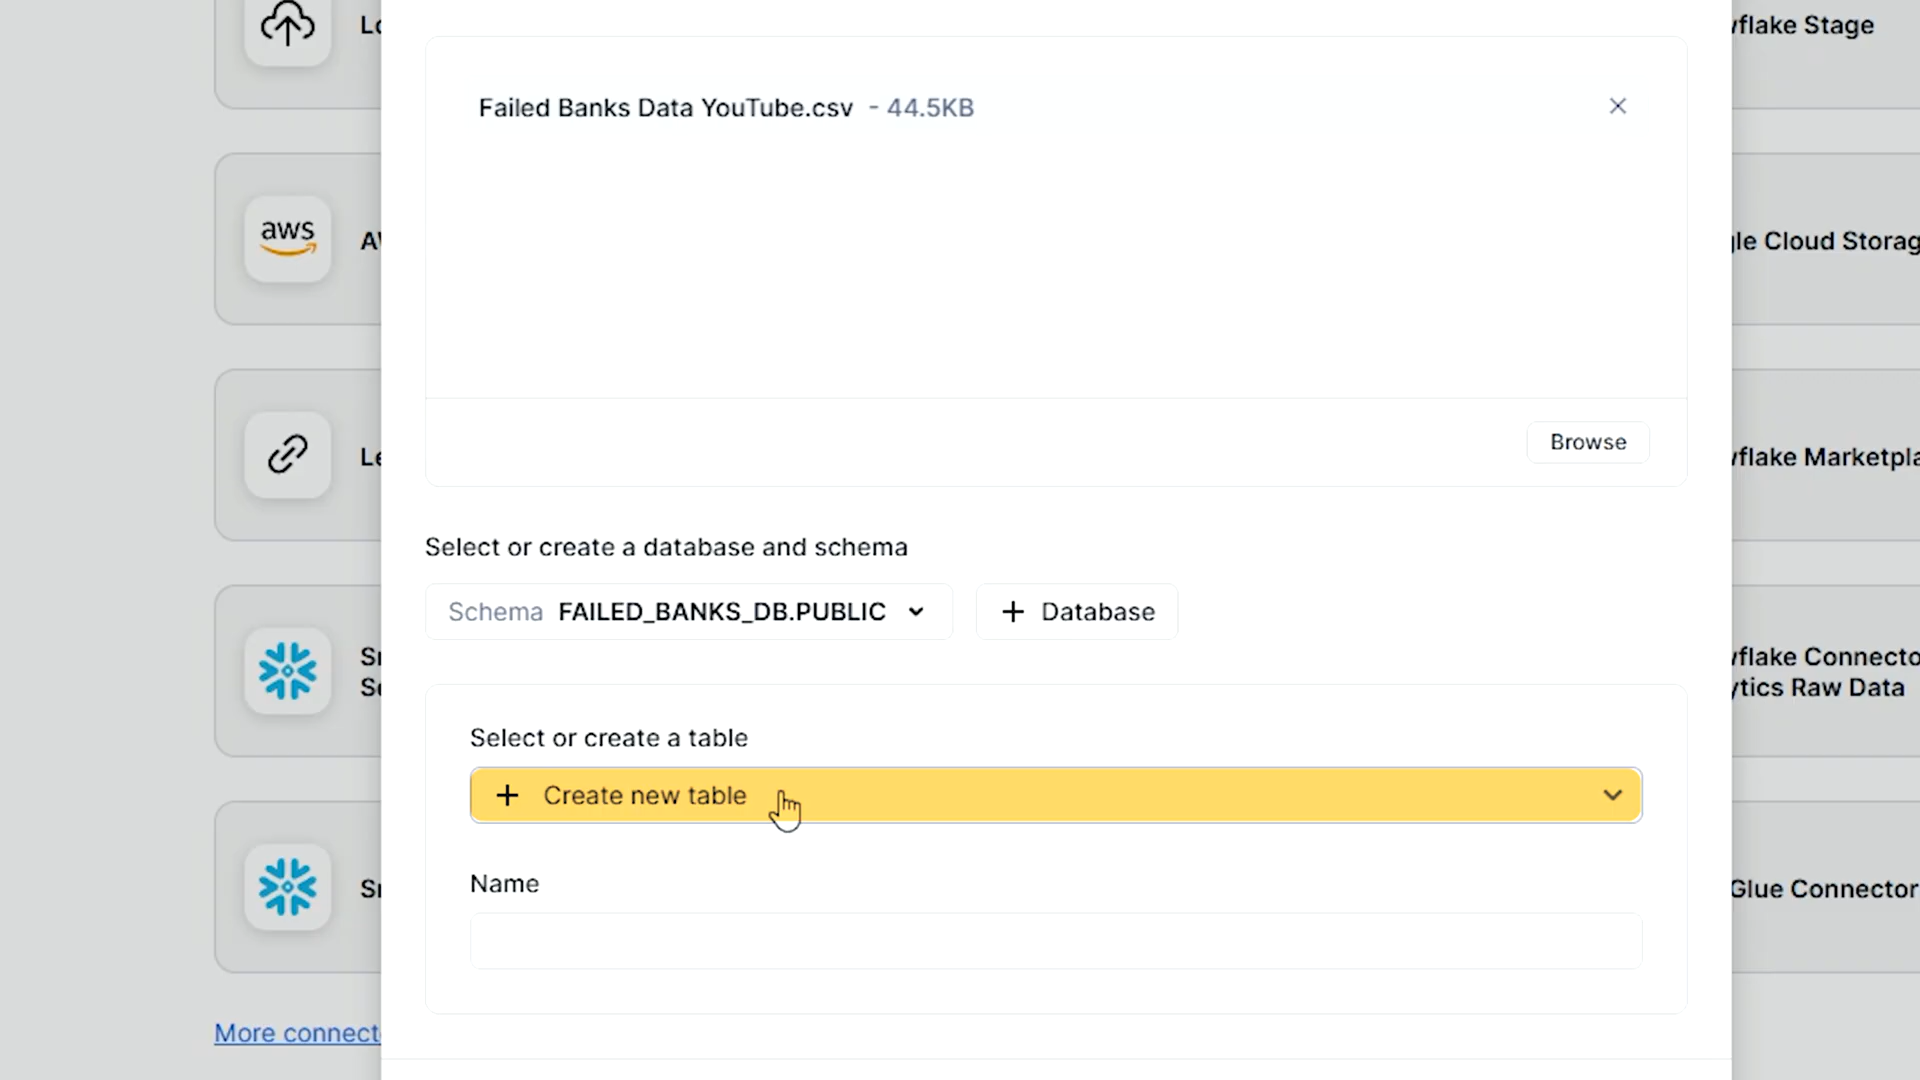 flake Stage
Failed Banks Data YouTube.csv - 44.5KB
aws
Cloud Storag
Browse
flake Marketpla
Select or create a database and schema
Schema FAILED_BANKS_DB.PUBLIC
+ Database
flake Connecto
ytics Raw Data
Select or create a table
+ Create new table
Name
Glue Connector
More connect